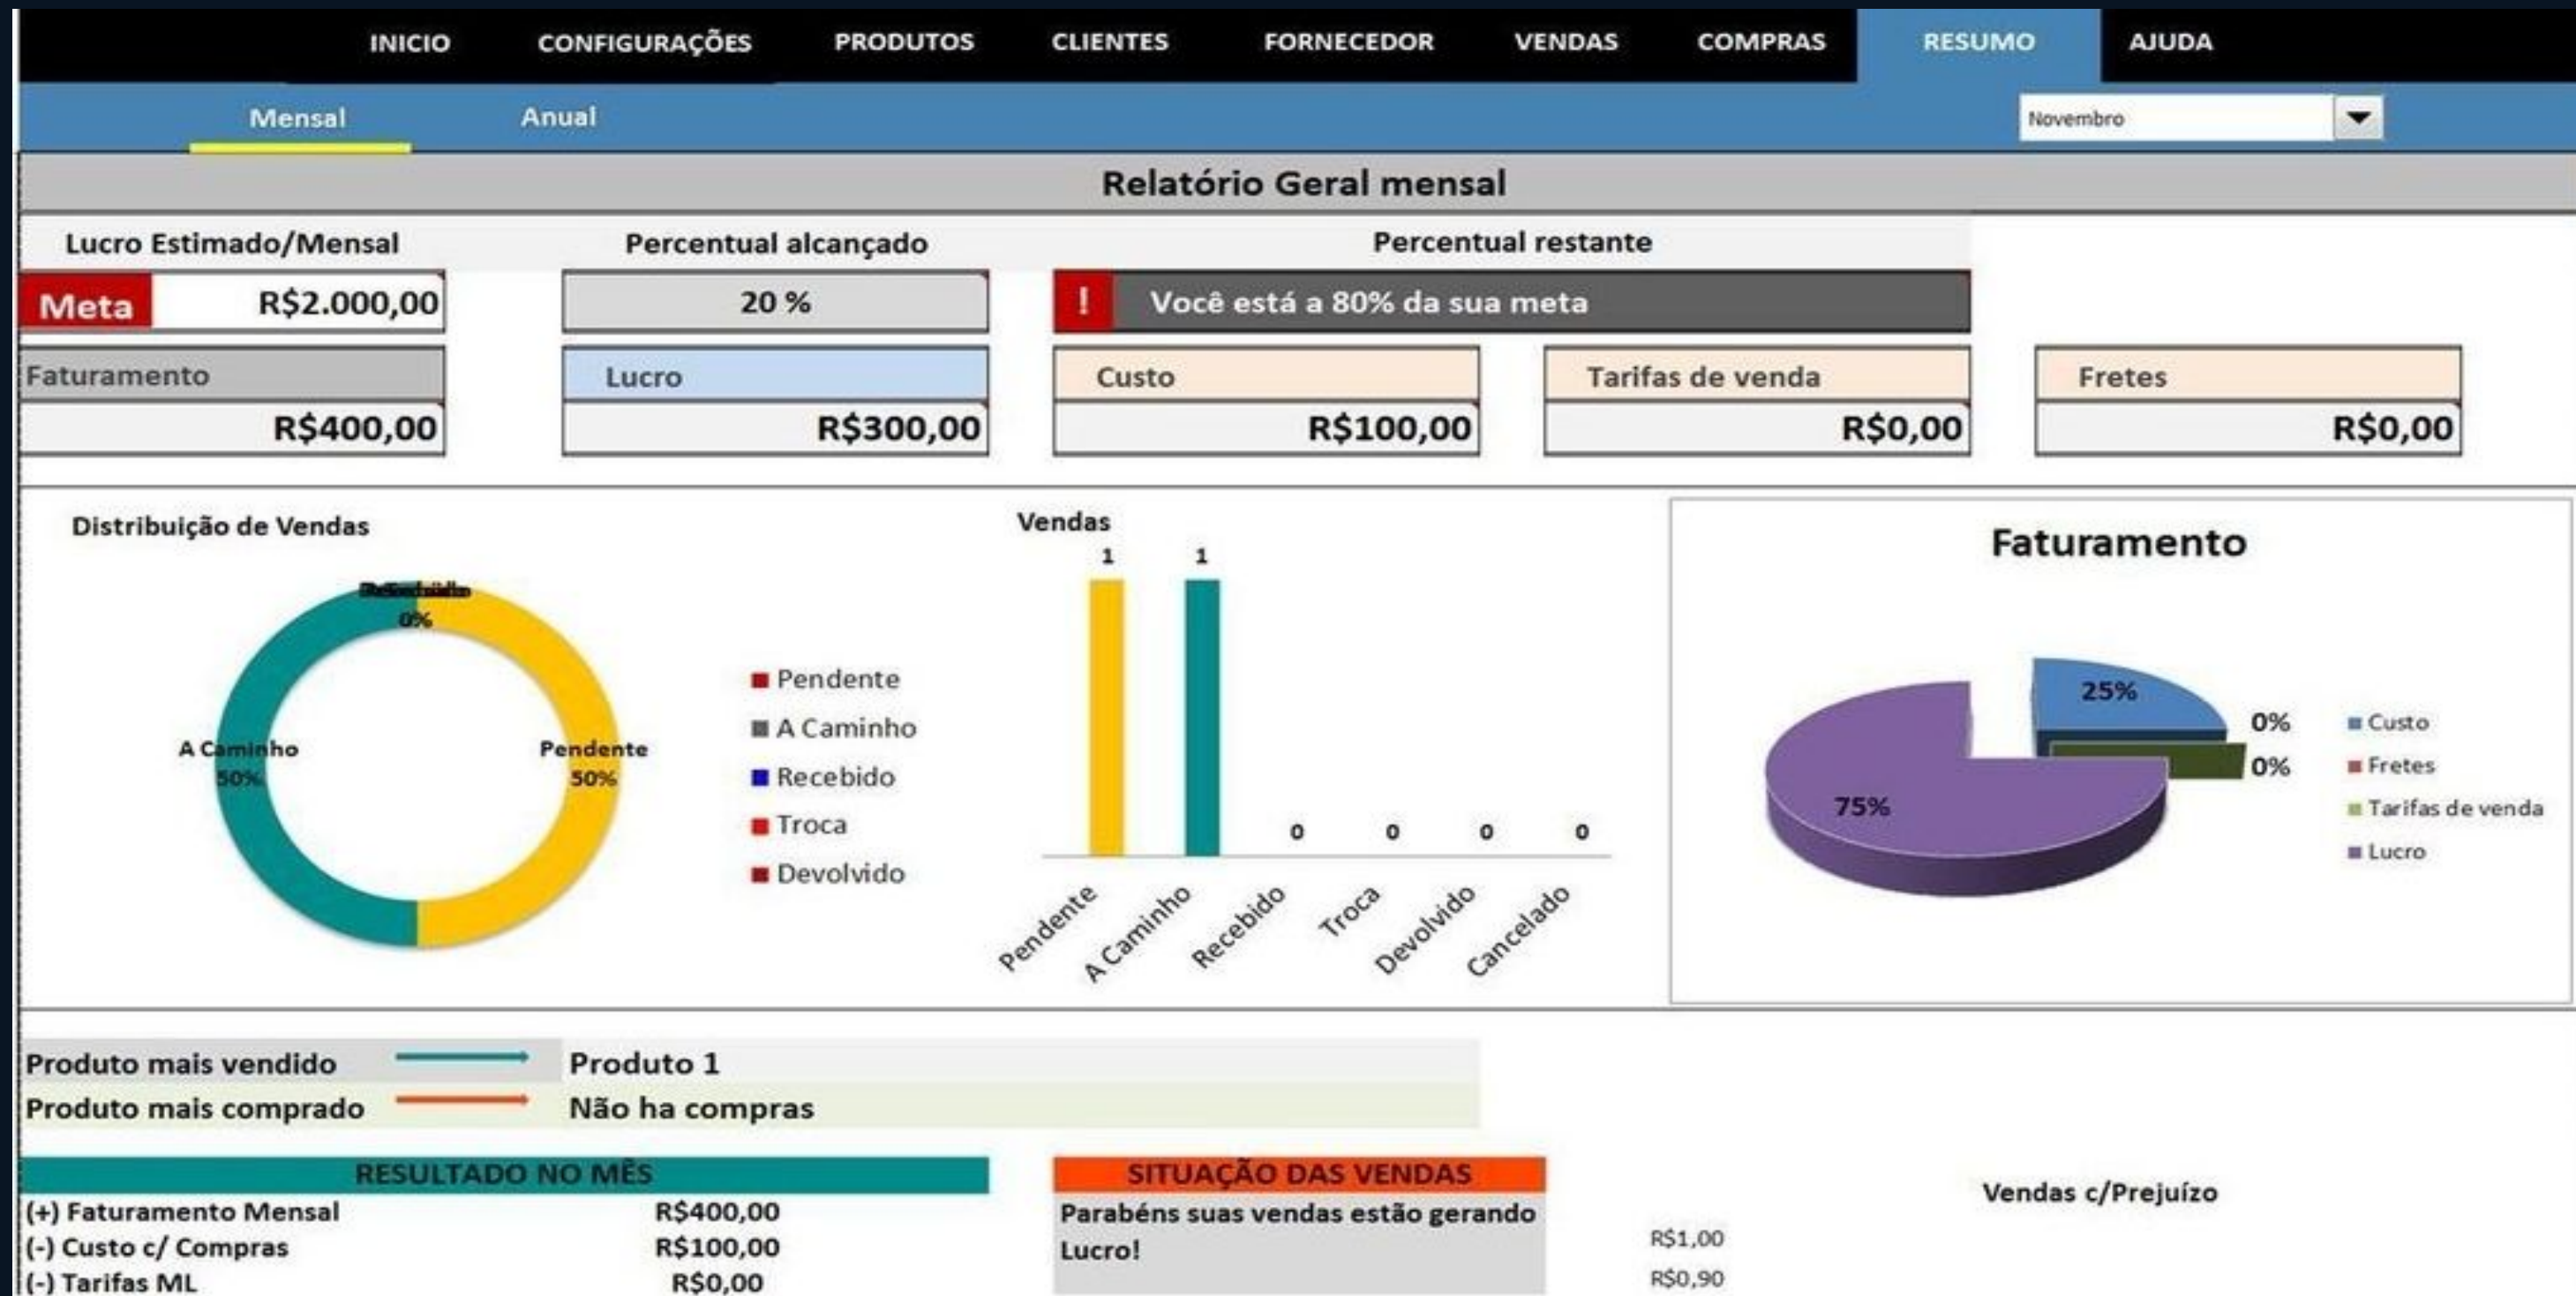 INICIO CONFIGURAÇÕES PRODUTOS CLIENTES FORNECEDOR VENDAS COMPRAS RESUMO AJUDA
Mensal Anual Novembro
Relatório Geral mensal
Lucro Estimado/Mensal Percentual alcançado Percentual restante
Meta R$2.000,00 20 % ! Você está a 80% da sua meta
Faturamento Lucro Custo Tarifas de venda Fretes
R$400,00 R$300,00 R$100,00 R$0,00 R$0,00
Distribuição de Vendas
0%
A Caminho
50%
Pendente
50%
Pendente
A Caminho
Recebido
Troca
Devolvido
Vendas
1 1 0 0 0 0
Pendente A Caminho Recebido Troca Devolvido Cancelado
Faturamento
25%
0%
0%
75%
Custo
Fretes
Tarifas de venda
Lucro
Produto mais vendido Produto 1
Produto mais comprado Não ha compras
RESULTADO NO MÊS
(+) Faturamento Mensal R$400,00
(-) Custo c/ Compras R$100,00
(-) Tarifas ML R$0,00
SITUAÇÃO DAS VENDAS
Parabéns suas vendas estão gerando
Lucro!
Vendas c/Prejuízo
R$1,00
R$0,90